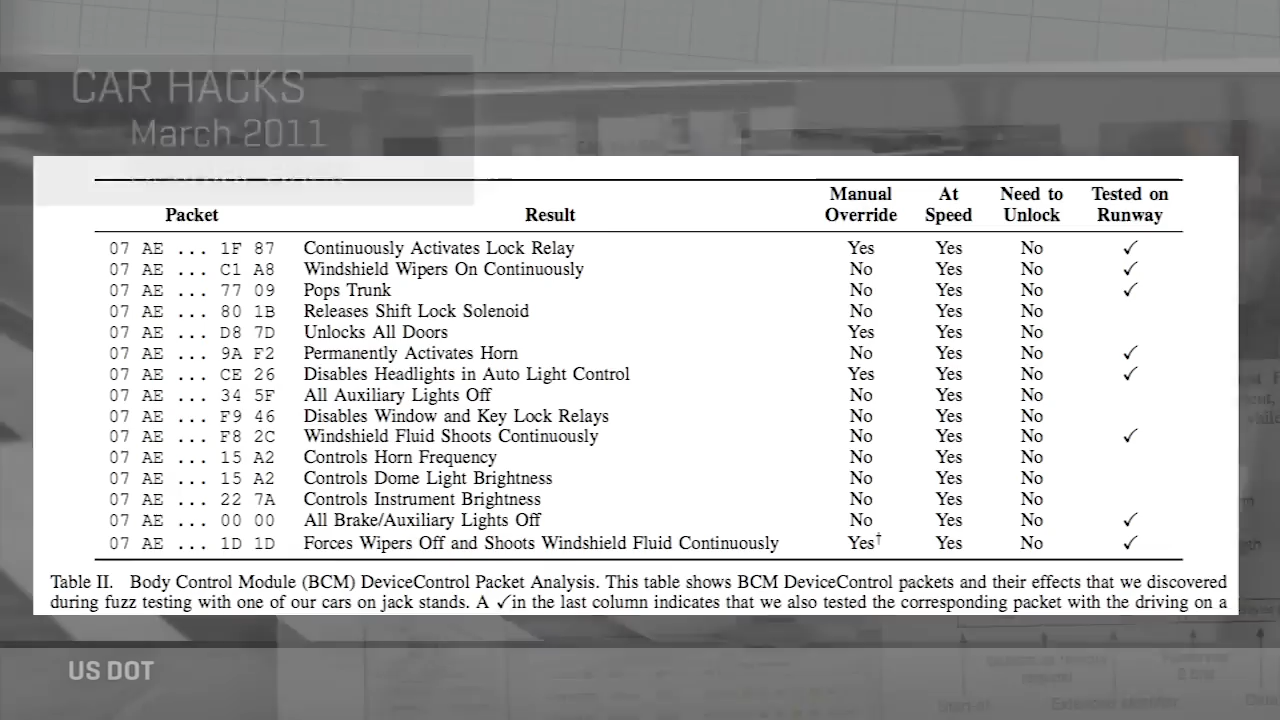 CAR HACKS
March 2011
Packet Result Manual Override At Speed Need to Unlock Tested on Runway
07 AE ... 1F 87 Continuously Activates Lock Relay Yes Yes No ✓
07 AE ... C1 A8 Windshield Wipers On Continuously No Yes No ✓
07 AE ... 77 09 Pops Trunk No Yes No ✓
07 AE ... 80 1B Releases Shift Lock Solenoid No Yes No
07 AE ... D8 7D Unlocks All Doors Yes Yes No
07 AE ... 9A F2 Permanently Activates Horn No Yes No ✓
07 AE ... CE 26 Disables Headlights in Auto Light Control Yes Yes No ✓
07 AE ... 34 5F All Auxiliary Lights Off No Yes No
07 AE ... F9 46 Disables Window and Key Lock Relays No Yes No
07 AE ... F8 2C Windshield Fluid Shoots Continuously No Yes No ✓
07 AE ... 15 A2 Controls Horn Frequency No Yes No
07 AE ... 15 A2 Controls Dome Light Brightness No Yes No
07 AE ... 22 7A Controls Instrument Brightness No Yes No
07 AE ... 00 00 All Brake/Auxiliary Lights Off No Yes No ✓
07 AE ... 1D 1D Forces Wipers Off and Shoots Windshield Fluid Continuously Yes† Yes No ✓
Table II. Body Control Module (BCM) DeviceControl Packet Analysis. This table shows BCM DeviceControl packets and their effects that we discovered
during fuzz testing with one of our cars on jack stands. A ✓in the last column indicates that we also tested the corresponding packet with the driving on a
US DOT